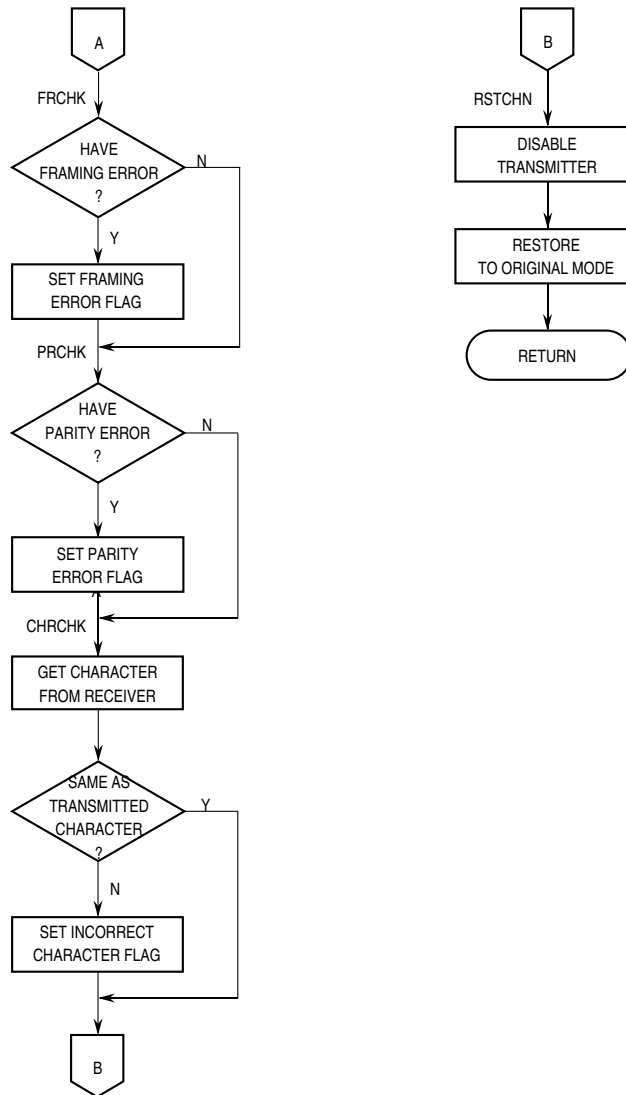 A
FRCHK
HAVE
FRAMING ERROR
?
N
Y
SET FRAMING
ERROR FLAG
PRCHK
HAVE
PARITY ERROR
?
N
Y
SET PARITY
ERROR FLAG
CHRCHK
GET CHARACTER
FROM RECEIVER
SAME AS
TRANSMITTED
CHARACTER
?
Y
N
SET INCORRECT
CHARACTER FLAG
B
B
RSTCHN
DISABLE
TRANSMITTER
RESTORE
TO ORIGINAL MODE
RETURN